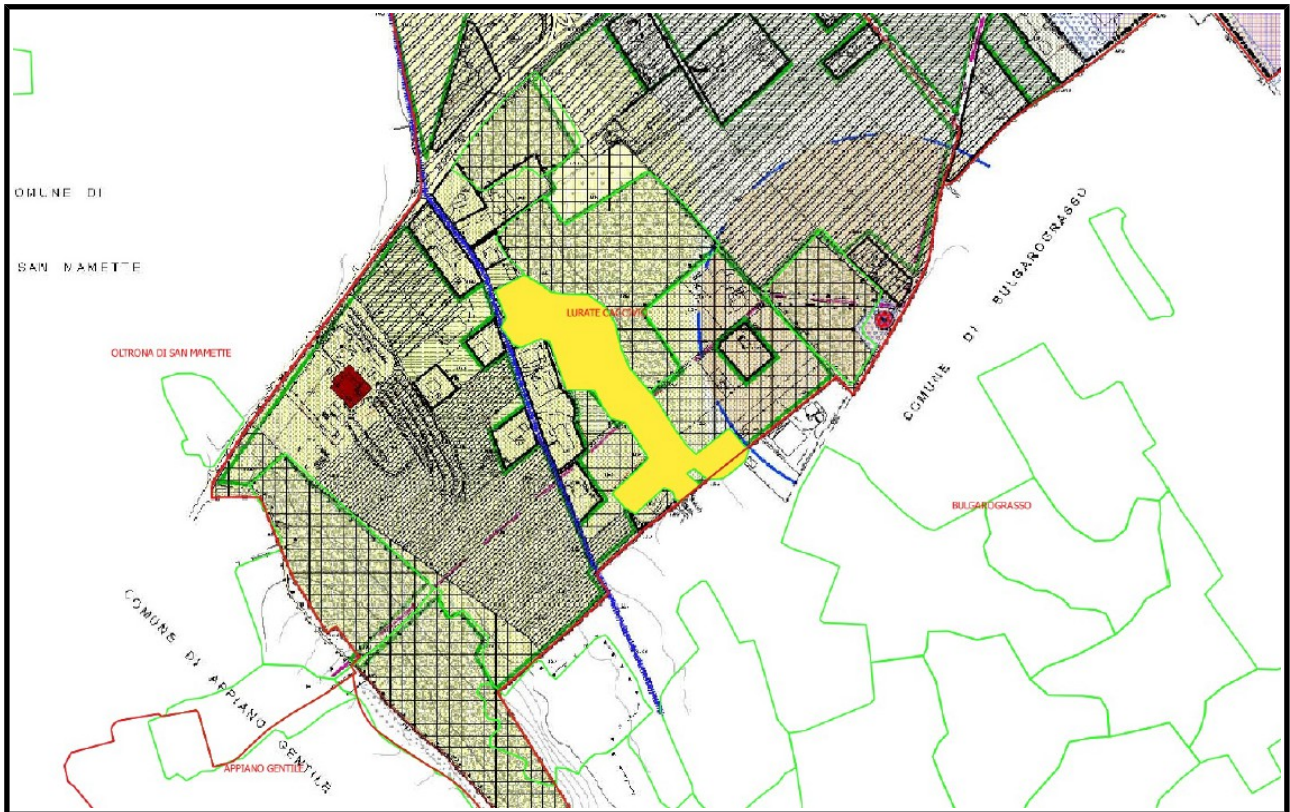 OMUNE DI
SAN MAMETTE
OLTRONA DI SAN MAMETTE
LURATE CACCIVIO
COMUNE DI BULGAROGRASSO
BULGAROGRASSO
COMUNE DI APPIANO GENTILE
APPIANO GENTILE